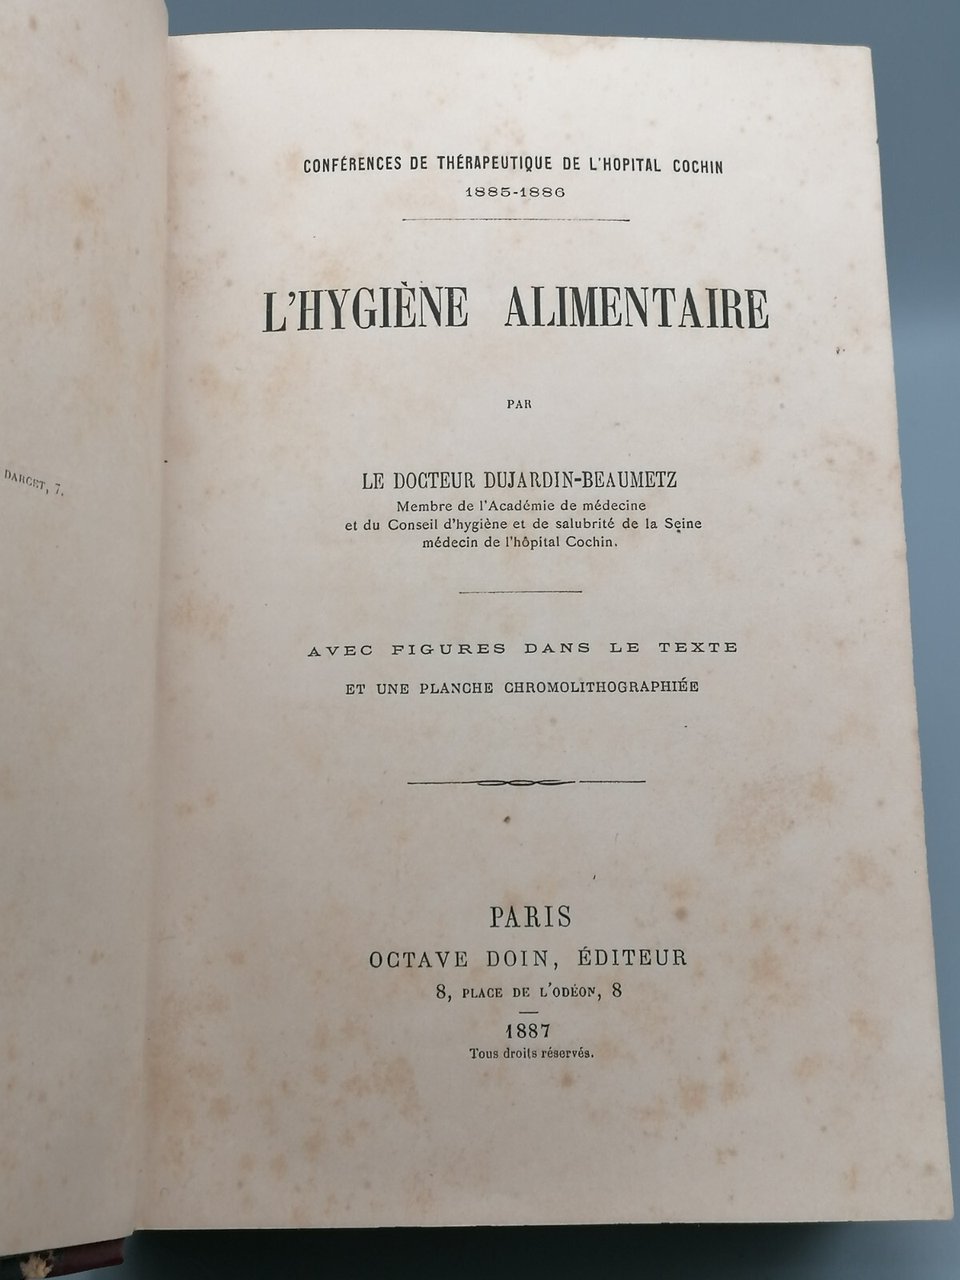 DARCET, 7.
CONFÉRENCES DE THÉRAPEUTIQUE DE L'HOPITAL COCHIN
1885-1886
L'HYGIÈNE ALIMENTAIRE
PAR
LE DOCTEUR DUJARDIN-BEAUMETZ
Membre de l'Académie de médecine
et du Conseil d'hygiène et de salubrité de la Seine
médecin de l'hôpital Cochin.
AVEC FIGURES DANS LE TEXTE
ET UNE PLANCHE CHROMOLITHOGRAPHIÉE
PARIS
OCTAVE DOIN, ÉDITEUR
8, PLACE DE L'ODÉON, 8
1887
Tous droits réservés.